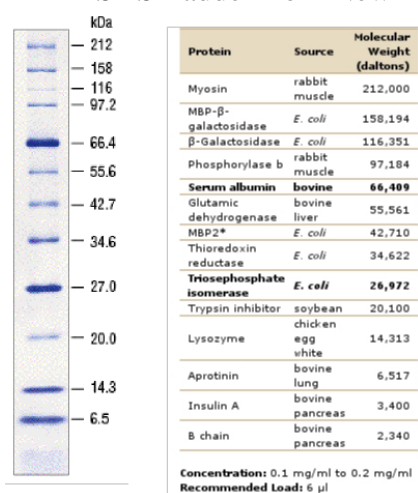 kDa
212
158
116
97.2
66.4
55.6
42.7
34.6
27.0
20.0
14.3
6.5
Protein Source Molecular Weight (daltons)
Myosin rabbit muscle 212,000
MBP-β-galactosidase E. coli 158,194
β-Galactosidase E. coli 116,351
Phosphorylase b rabbit muscle 97,184
Serum albumin bovine 66,409
Glutamic dehydrogenase bovine liver 55,561
MBP2* E. coli 42,710
Thioredoxin reductase E. coli 34,622
Triosephosphate isomerase E. coli 26,972
Trypsin inhibitor soybean 20,100
Lysozyme chicken egg white 14,313
Aprotinin bovine lung 6,517
Insulin A bovine pancreas 3,400
B chain bovine pancreas 2,340
Concentration: 0.1 mg/ml to 0.2 mg/ml
Recommended Load: 6 µl